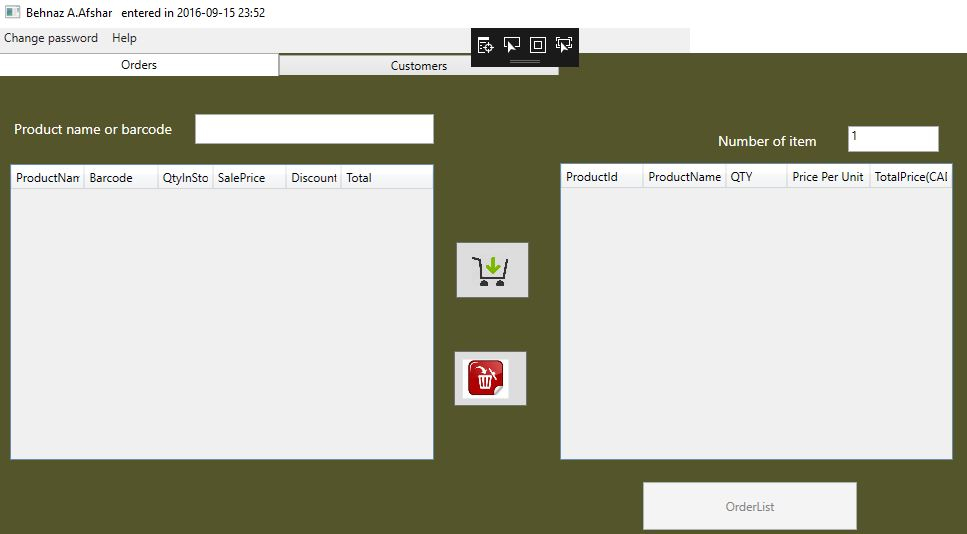 Behnaz A.Afshar entered in 2016-09-15 23:52
Change password Help
Orders Customers
Product name or barcode
Number of item 1
ProductNam Barcode QtyInSto SalePrice Discount Total
ProductId ProductName QTY Price Per Unit TotalPrice(CAD
OrderList